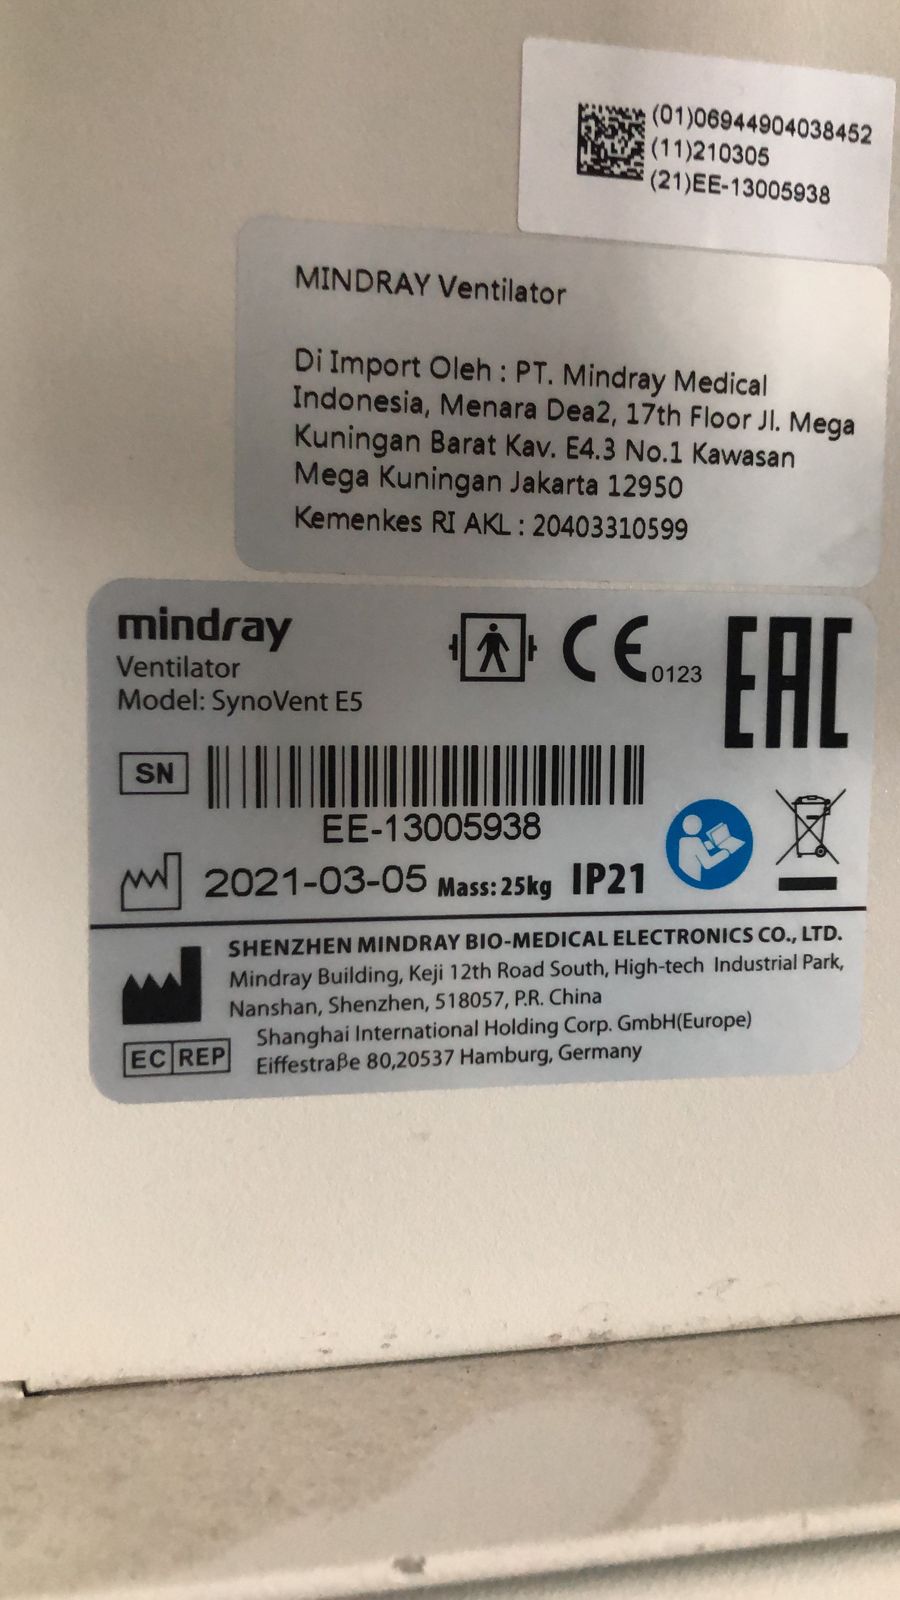 (01)06944904038452
(11)210305
(21)EE-13005938
MINDRAY Ventilator
Di Import Oleh : PT. Mindray Medical
Indonesia, Menara Dea2, 17th Floor Jl. Mega
Kuningan Barat Kav. E4.3 No.1 Kawasan
Mega Kuningan Jakarta 12950
Kemenkes RI AKL : 20403310599
mindray
Ventilator
Model: SynoVent E5
CE 0123
EAC
SN
EE-13005938
2021-03-05 Mass: 25kg IP21
SHENZHEN MINDRAY BIO-MEDICAL ELECTRONICS CO., LTD.
Mindray Building, Keji 12th Road South, High-tech Industrial Park,
Nanshan, Shenzhen, 518057, P.R. China
EC REP
Shanghai International Holding Corp. GmbH(Europe)
Eiffestraße 80,20537 Hamburg, Germany